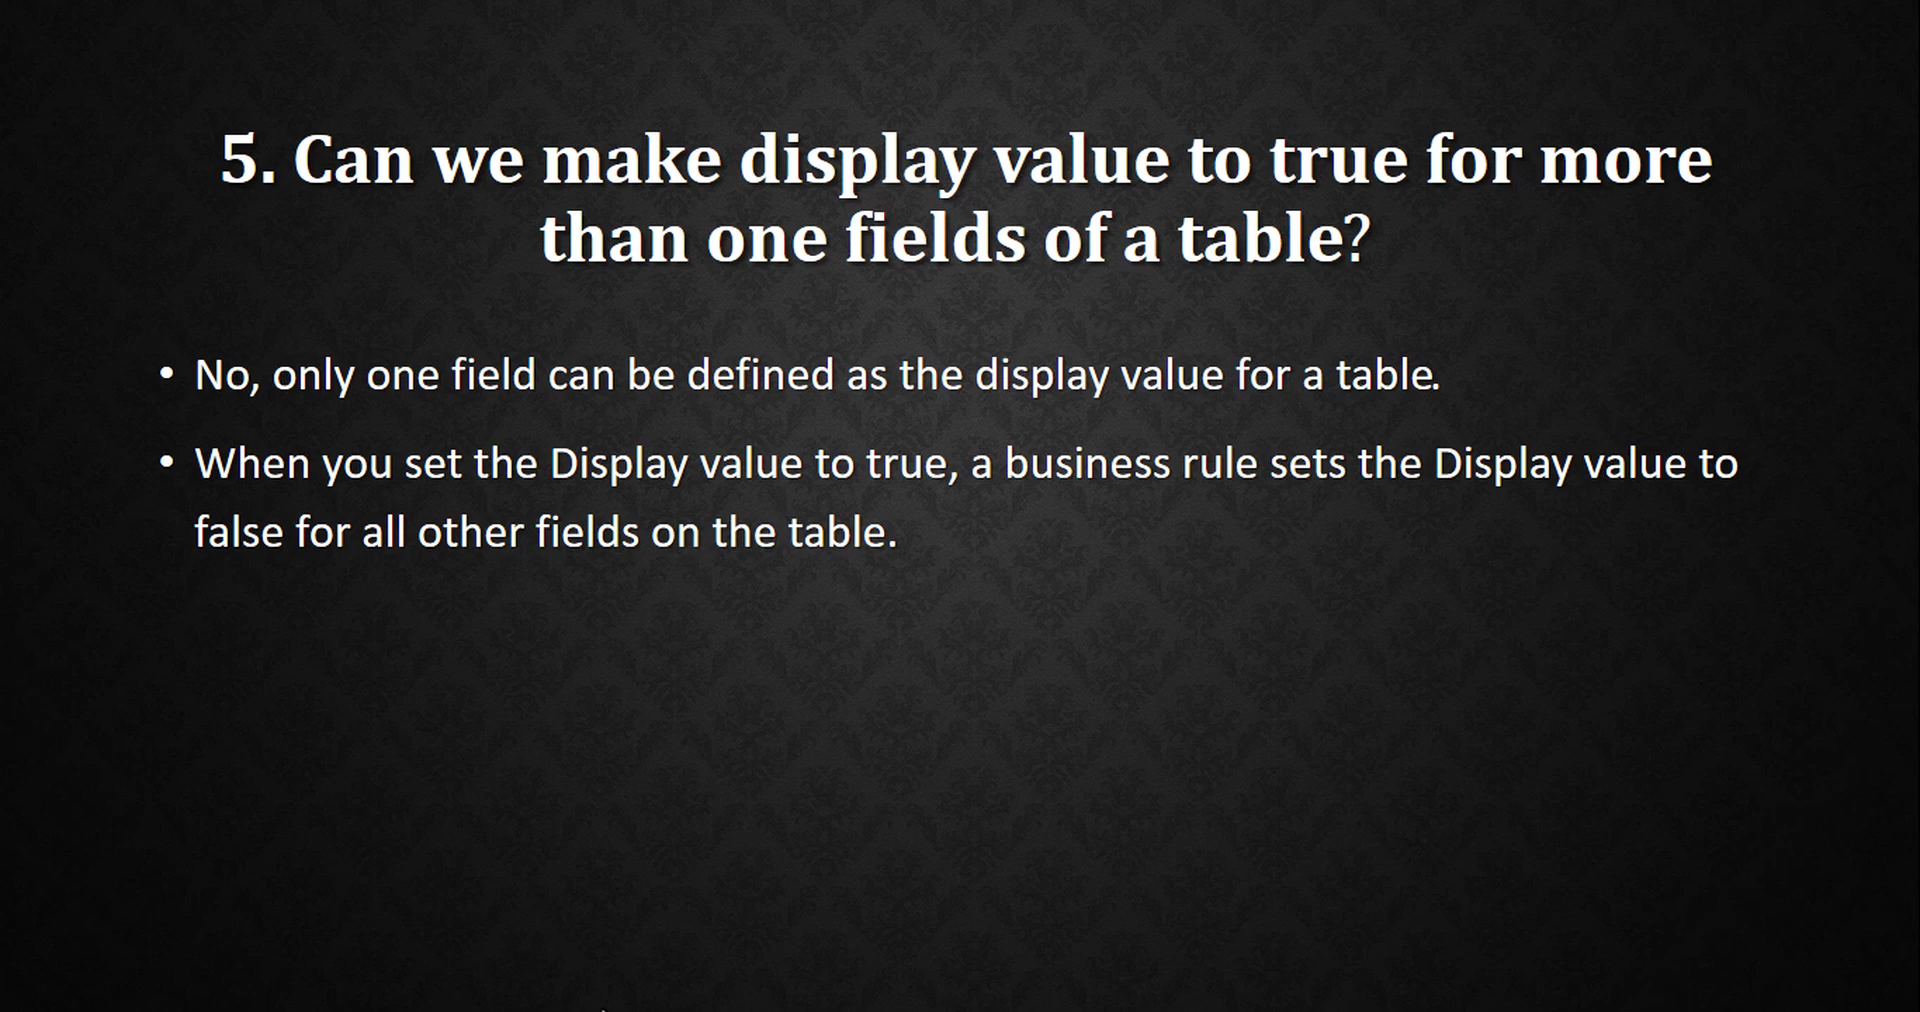 5. Can we make display value to true for more
than one fields of a table?
• No, only one field can be defined as the display value for a table.
• When you set the Display value to true, a business rule sets the Display value to
false for all other fields on the table.